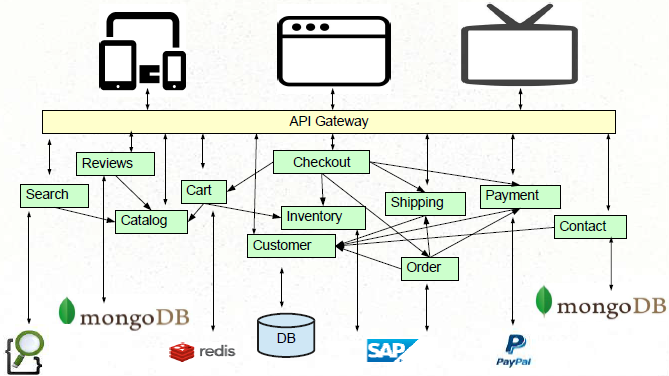 API Gateway
Reviews
Checkout
Search
Cart
Shipping
Payment
Catalog
Inventory
Contact
Customer
Order
mongoDB
mongoDB
redis
DB
SAP
PayPal